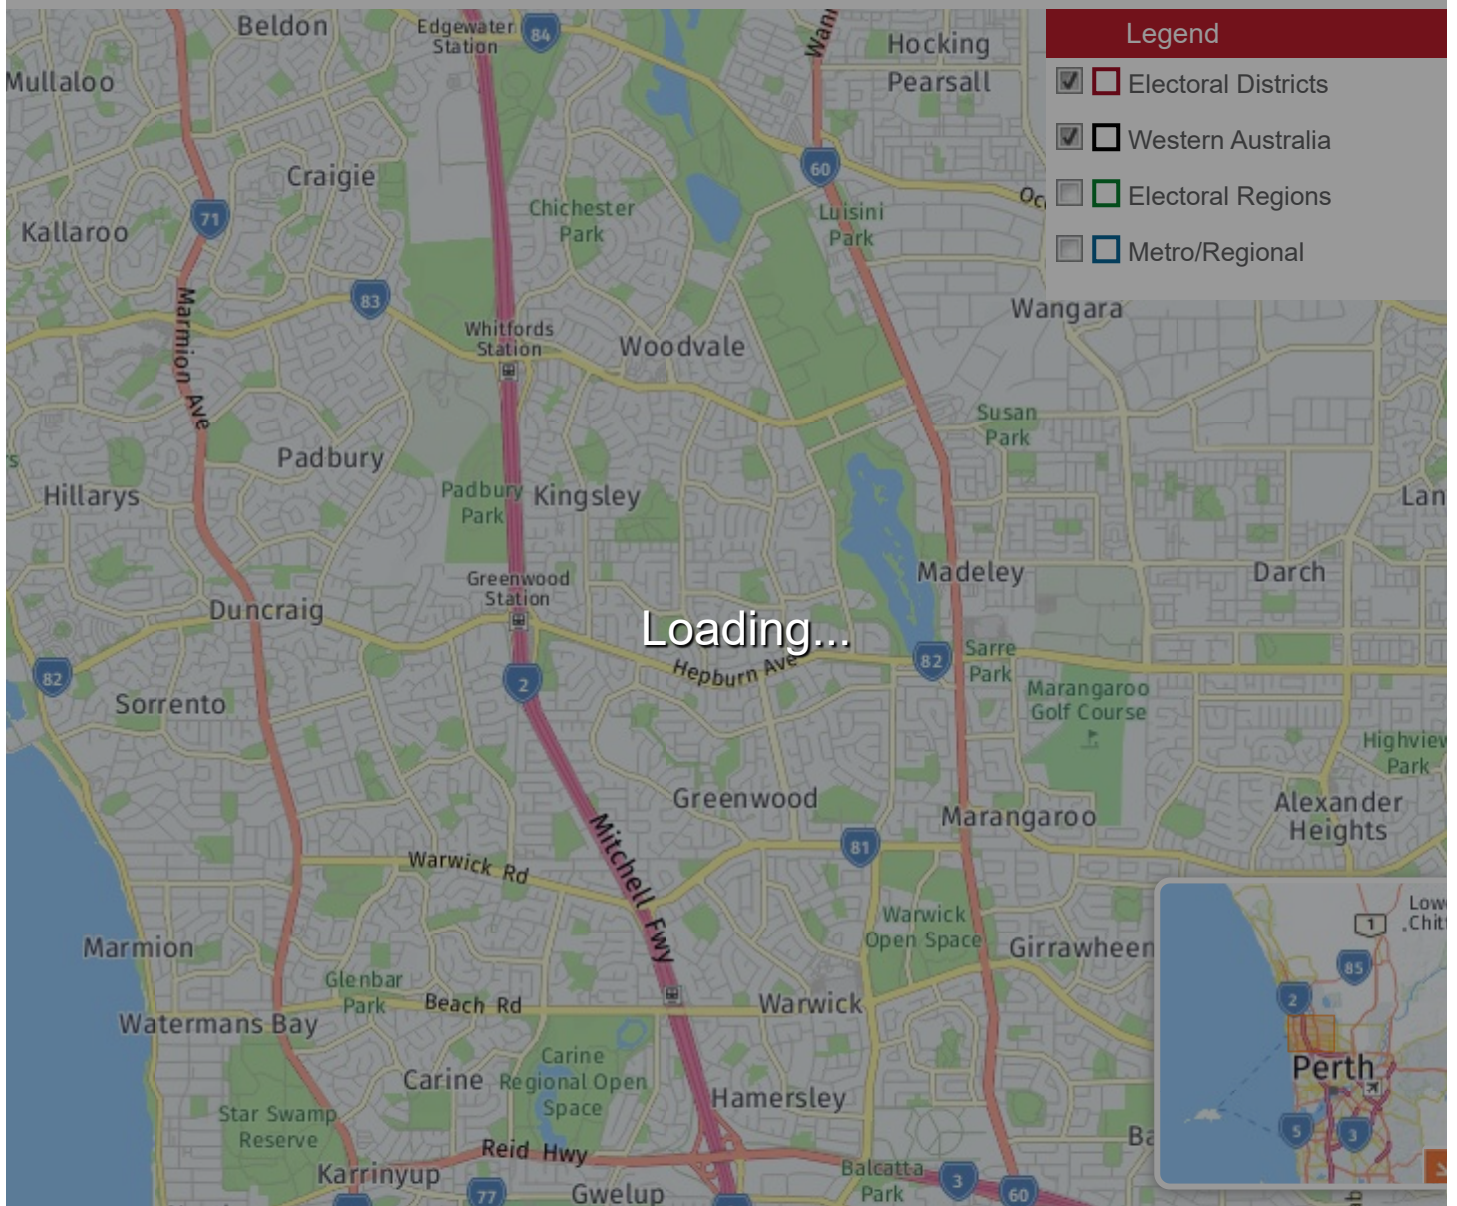 Beldon
Edgewater
Station
84
Hocking
Pearsall
Legend
Electoral Districts
Western Australia
Electoral Regions
Metro/Regional
Mullaloo
Craigie
60
71
Kallaroo
Chichester
Park
Luisini
Park
83
Marmion Ave
Whitfords
Station
Woodvale
Wangara
Susan
Park
Padbury
Hillarys
Padbury
Park
Kingsley
Greenwood
Station
Madeley
Darch
Duncraig
Loading...
Hepburn Ave
82
Sarre
Park
82
2
Sorrento
Marangaroo
Golf Course
Highview
Park
Greenwood
Marangaroo
Alexander
Heights
81
Warwick Rd
Mitchell Fwy
Warwick
Open Space
Girrawheen
Marmion
Glenbar
Park
Beach Rd
Warwick
Watermans Bay
Carine
Carine
Regional Open
Space
Hamersley
Star Swamp
Reserve
Reid Hwy
Karrinyup
77
Gwelup
Balcatta
Park
3
60
1
85
2
Perth
5
3